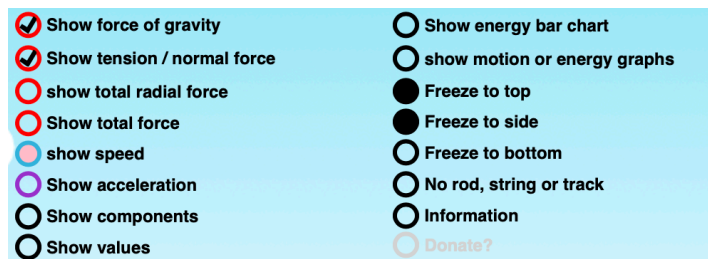 Show force of gravity
Show tension / normal force
show total radial force
Show total force
show speed
Show acceleration
Show components
Show values
Show energy bar chart
show motion or energy graphs
Freeze to top
Freeze to side
Freeze to bottom
No rod, string or track
Information
Donate?